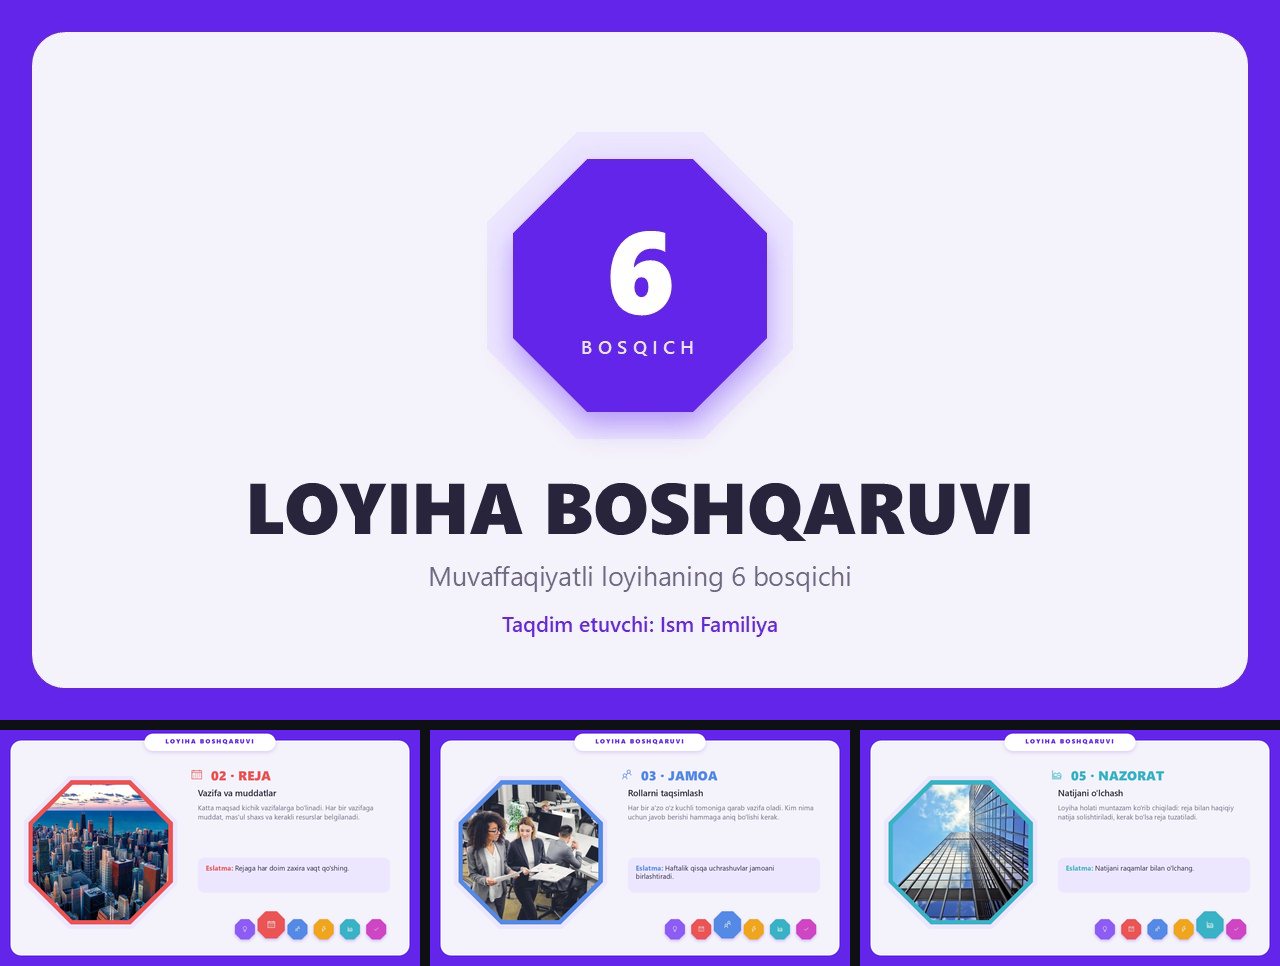 6
BOSQICH
LOYIHA BOSHQARUVI
Muvaffaqiyatli loyihaning 6 bosqichi
Taqdim etuvchi: Ism Familiya
LOYIHA BOSHQARUVI
02 · REJA
Vazifa va muddatlar
Katta maqsad kichik vazifalarga bo'linadi. Har bir vazifaga
muddat, mas'ul shaxs va kerakli resurslar belgilanadi.
Eslatma: Rejaga har doim zaxira vaqt qo'shing.
LOYIHA BOSHQARUVI
03 · JAMOA
Rollarni taqsimlash
Har bir a'zo o'z kuchli tomoniga qarab vazifa oladi. Kim nima
uchun javob berishi hammaga aniq bo'lishi kerak.
Eslatma: Haftalik qisqa uchrashuvlar jamoani
birlashtiradi.
LOYIHA BOSHQARUVI
05 · NAZORAT
Natijani o'lchash
Loyiha holati muntazam ko'rib chiqiladi: reja bilan haqiqiy
natija solishtiriladi, kerak bo'lsa reja tuzatiladi.
Eslatma: Natijani raqamlar bilan o'lchang.